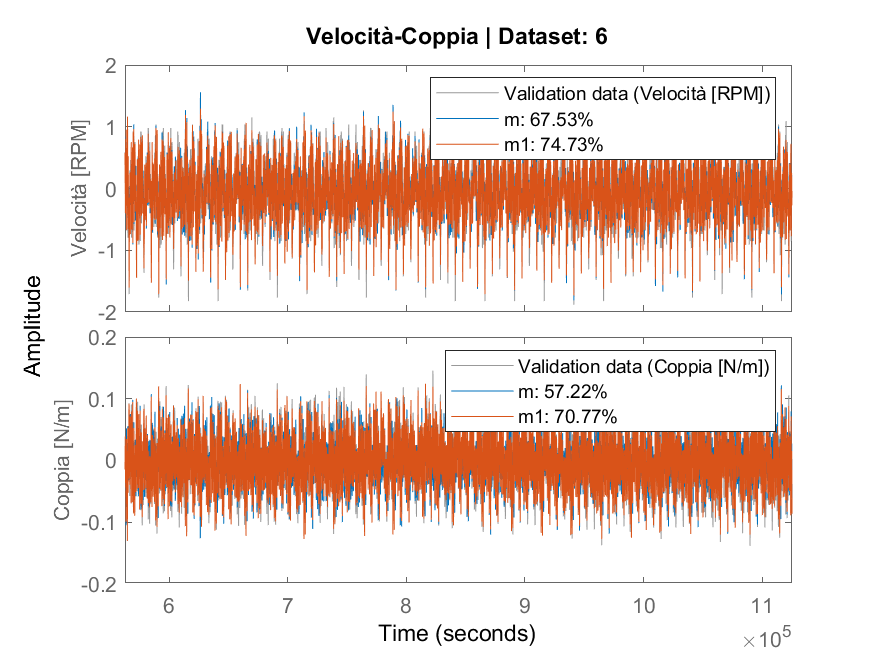 Velocità-Coppia | Dataset: 6
2
1
0
-1
-2
Velocità [RPM]
Validation data (Velocità [RPM])
m: 67.53%
m1: 74.73%
Amplitude
0.2
0.1
0
-0.1
-0.2
Coppia [N/m]
Validation data (Coppia [N/m])
m: 57.22%
m1: 70.77%
6 7 8 9 10 11
×10⁵
Time (seconds)